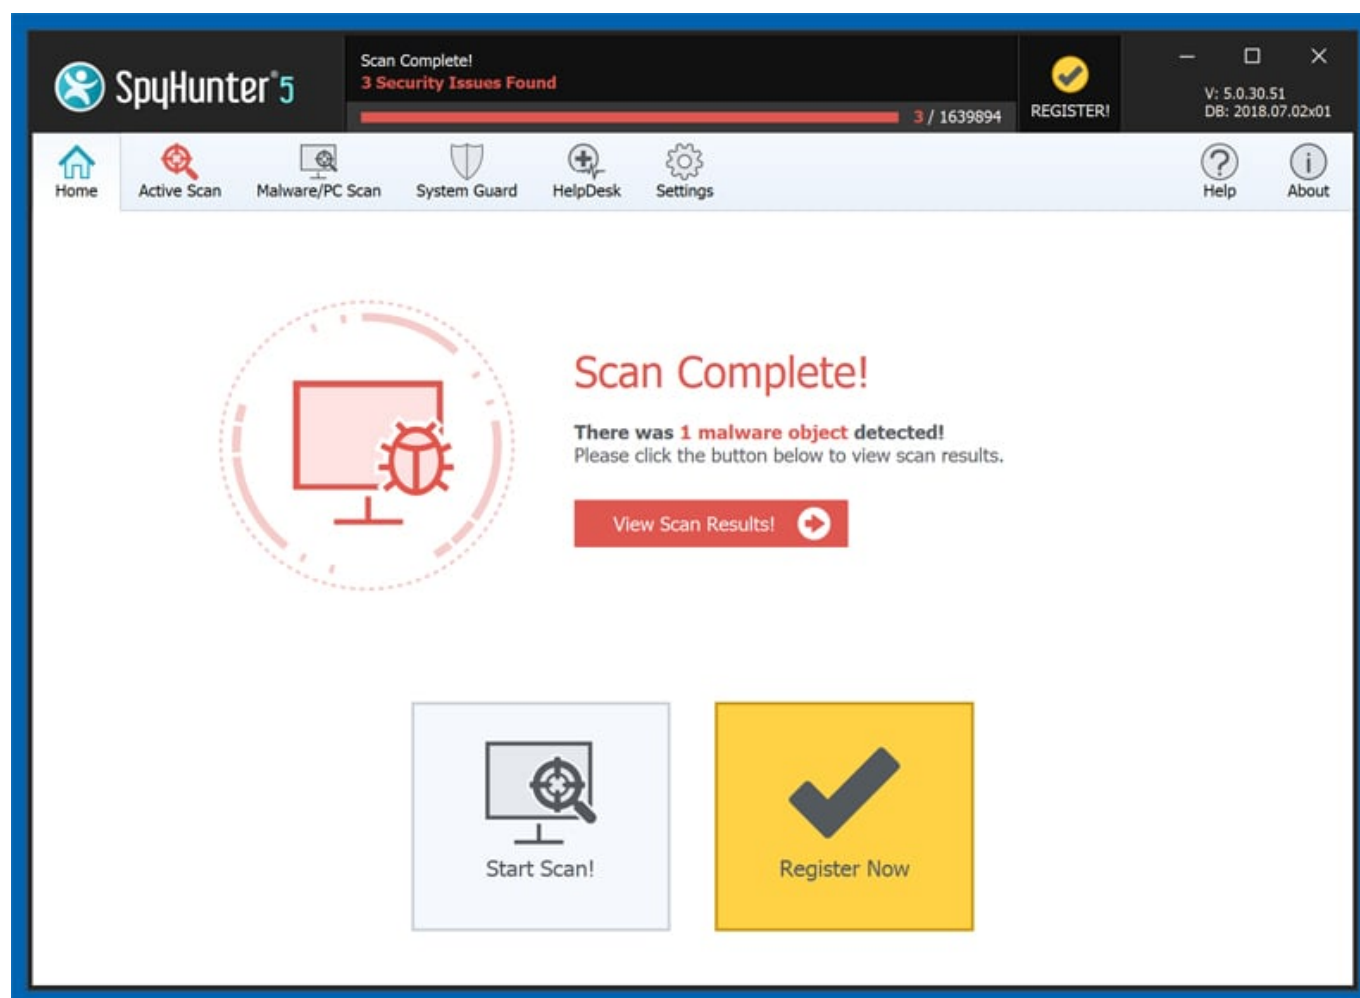 SpyHunter®5
Scan Complete!
3 Security Issues Found
3 / 1639894
REGISTER!
V: 5.0.30.51
DB: 2018.07.02x01
Home
Active Scan
Malware/PC Scan
System Guard
HelpDesk
Settings
Help
About
Scan Complete!
There was 1 malware object detected!
Please click the button below to view scan results.
View Scan Results!
Start Scan!
Register Now